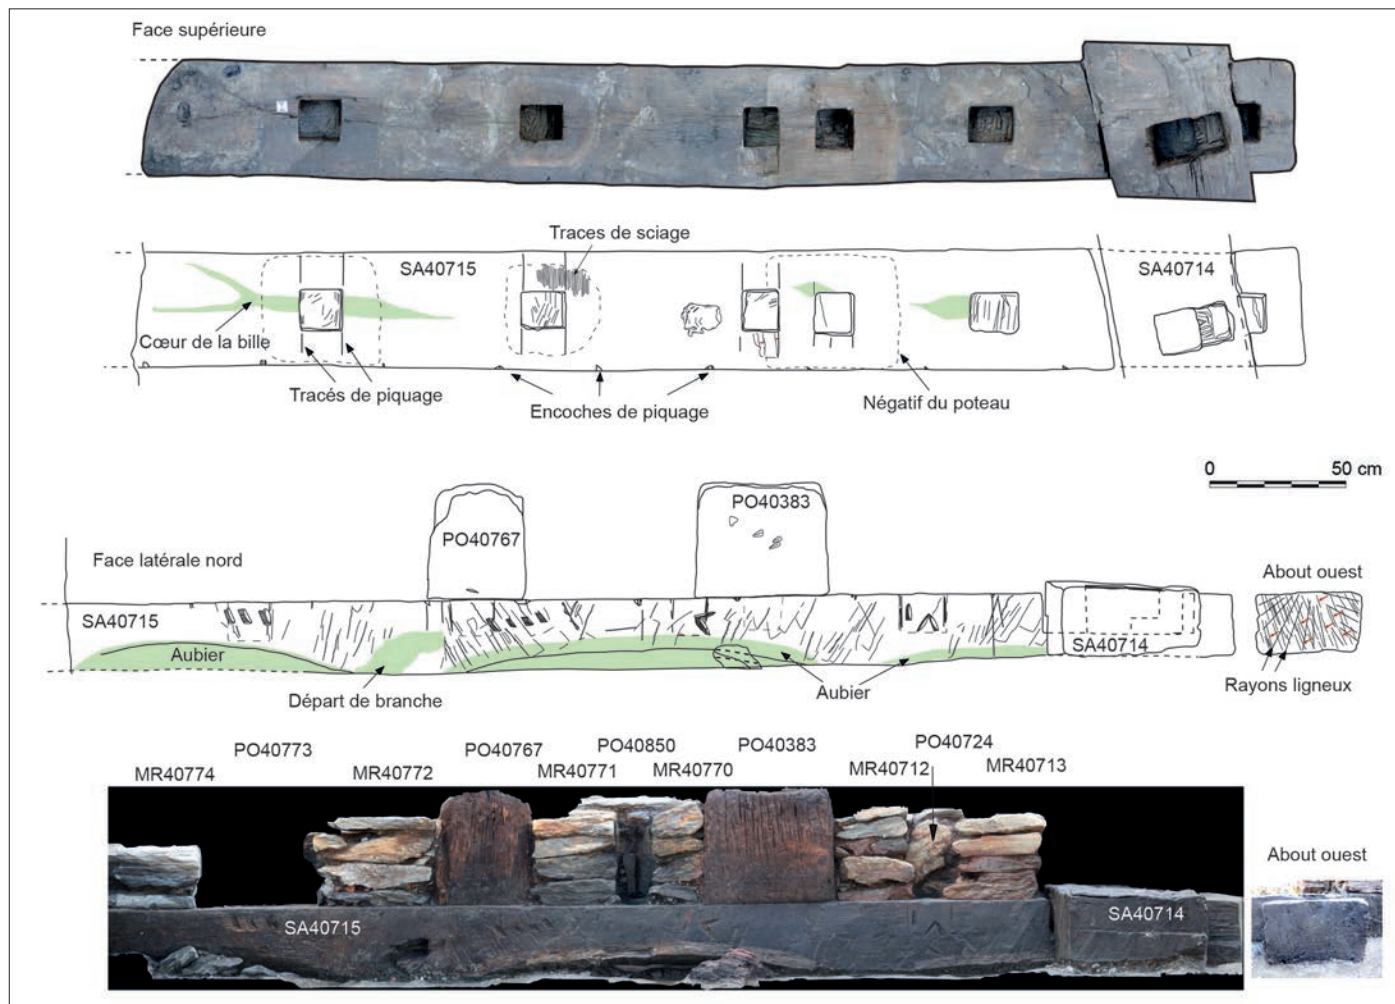 Face supérieure
Traces de sciage
SA40715
SA40714
Cœur de la bille
Tracés de piquage
Encoches de piquage
Négatif du poteau
0 50 cm
PO40383
PO40767
Face latérale nord
About ouest
SA40715
Aubier
SA40714
Départ de branche
Aubier
Rayons ligneux
PO40773 PO40767 PO40850 PO40383 PO40724
MR40774 MR40772 MR40771 MR40770 MR40712 MR40713
About ouest
SA40715
SA40714